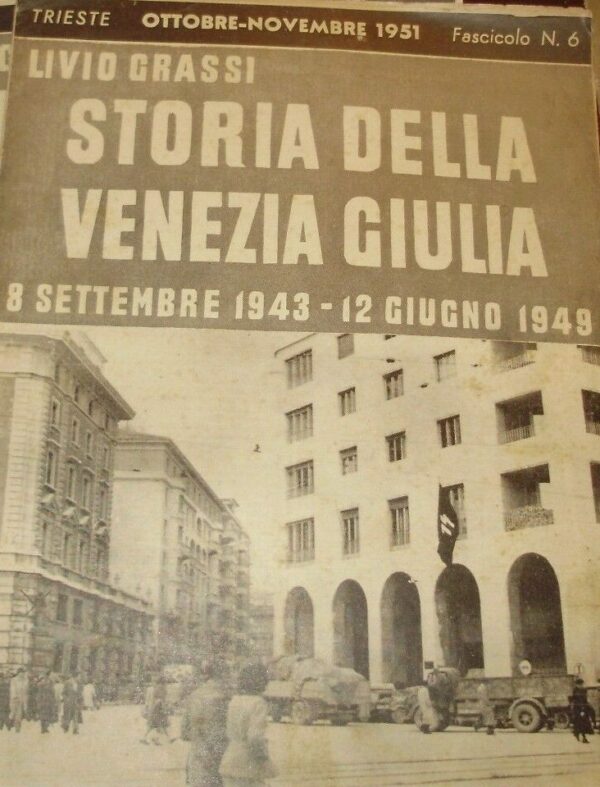 TRIESTE OTTOBRE-NOVEMBRE 1951 Fascicolo N. 6
LIVIO GRASSI
STORIA DELLA
VENEZIA GIULIA
8 SETTEMBRE 1943 - 12 GIUGNO 1949